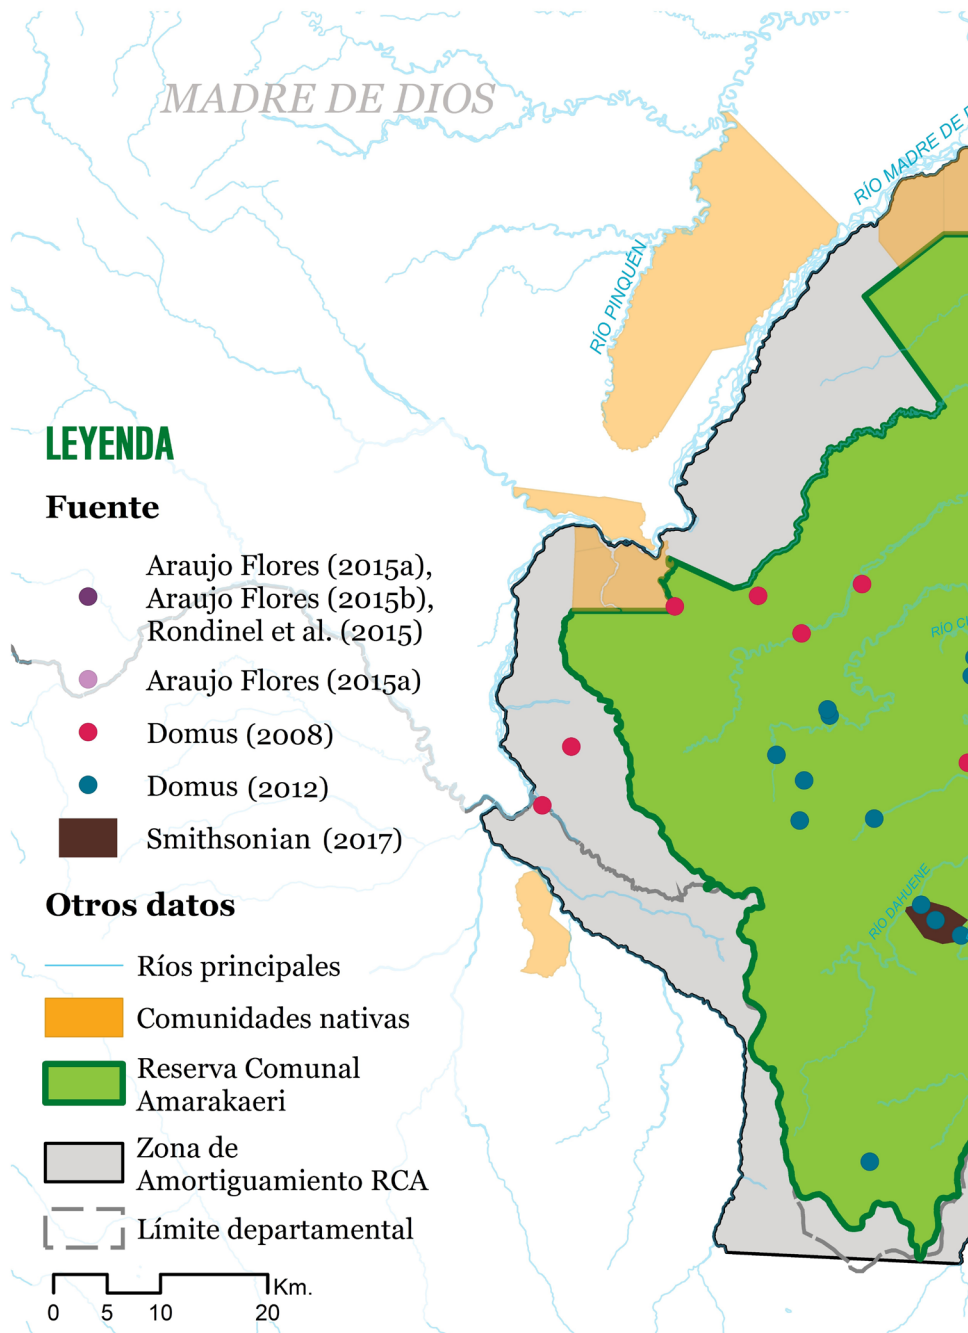 MADRE DE DIOS
RÍO MADRE DE
RÍO PINQUÉN
LEYENDA
Fuente
Araujo Flores (2015a),
Araujo Flores (2015b),
Rondinel et al. (2015)
Araujo Flores (2015a)
Domus (2008)
Domus (2012)
Smithsonian (2017)
Otros datos
Ríos principales
Comunidades nativas
Reserva Comunal
Amarakaeri
Zona de
Amortiguamiento RCA
Límite departamental
Km.
0 5 10 20
RÍO
RÍO DAHUENE